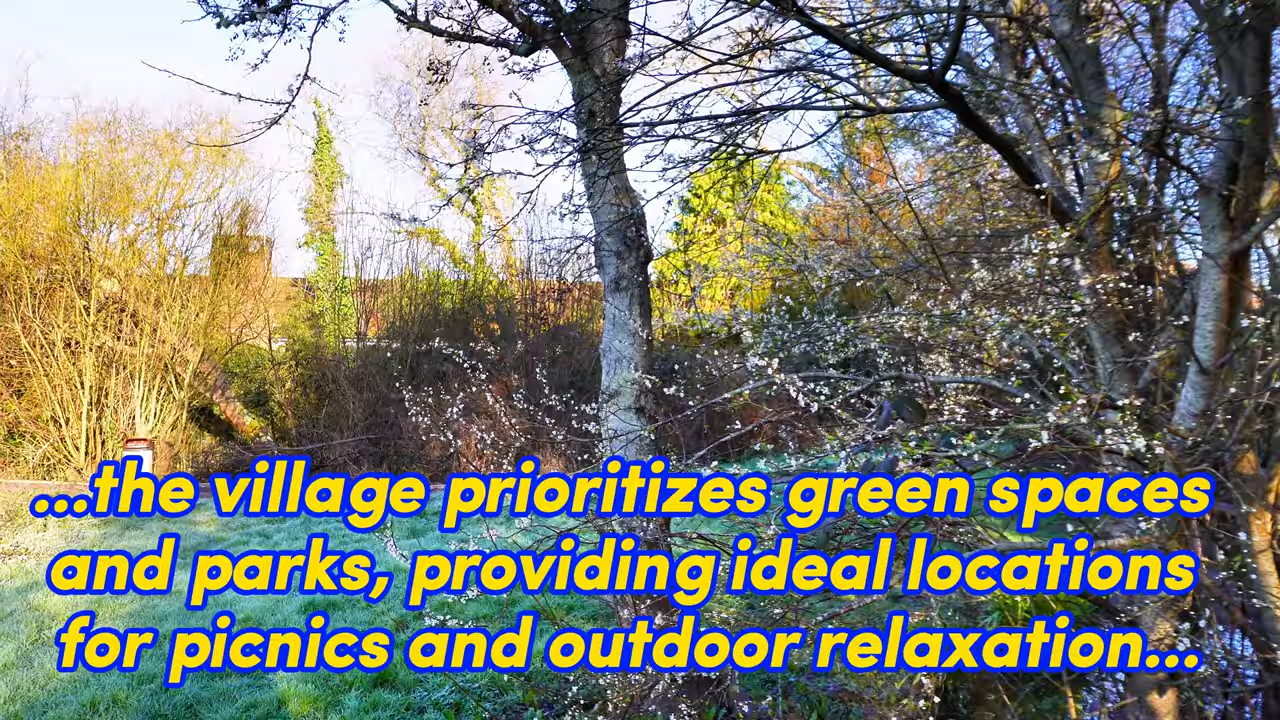 ...the village prioritizes green spaces
and parks, providing ideal locations
for picnics and outdoor relaxation...